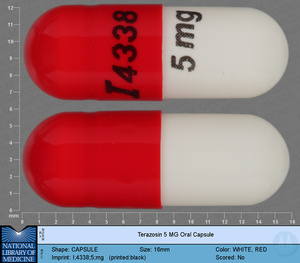 12
11
10
9
8
7
6
5
4
3
2
1
0
mm
I4338
5 mg
0 1 2 3 4 5 6 7 8 9 10 11 12 13 14 15 16
Terazosin 5 MG Oral Capsule
NATIONAL
LIBRARY OF
MEDICINE
Shape: CAPSULE
Size: 16mm
Color: WHITE, RED
Imprint: I;4338;5;mg (printed:black)
Scored: No